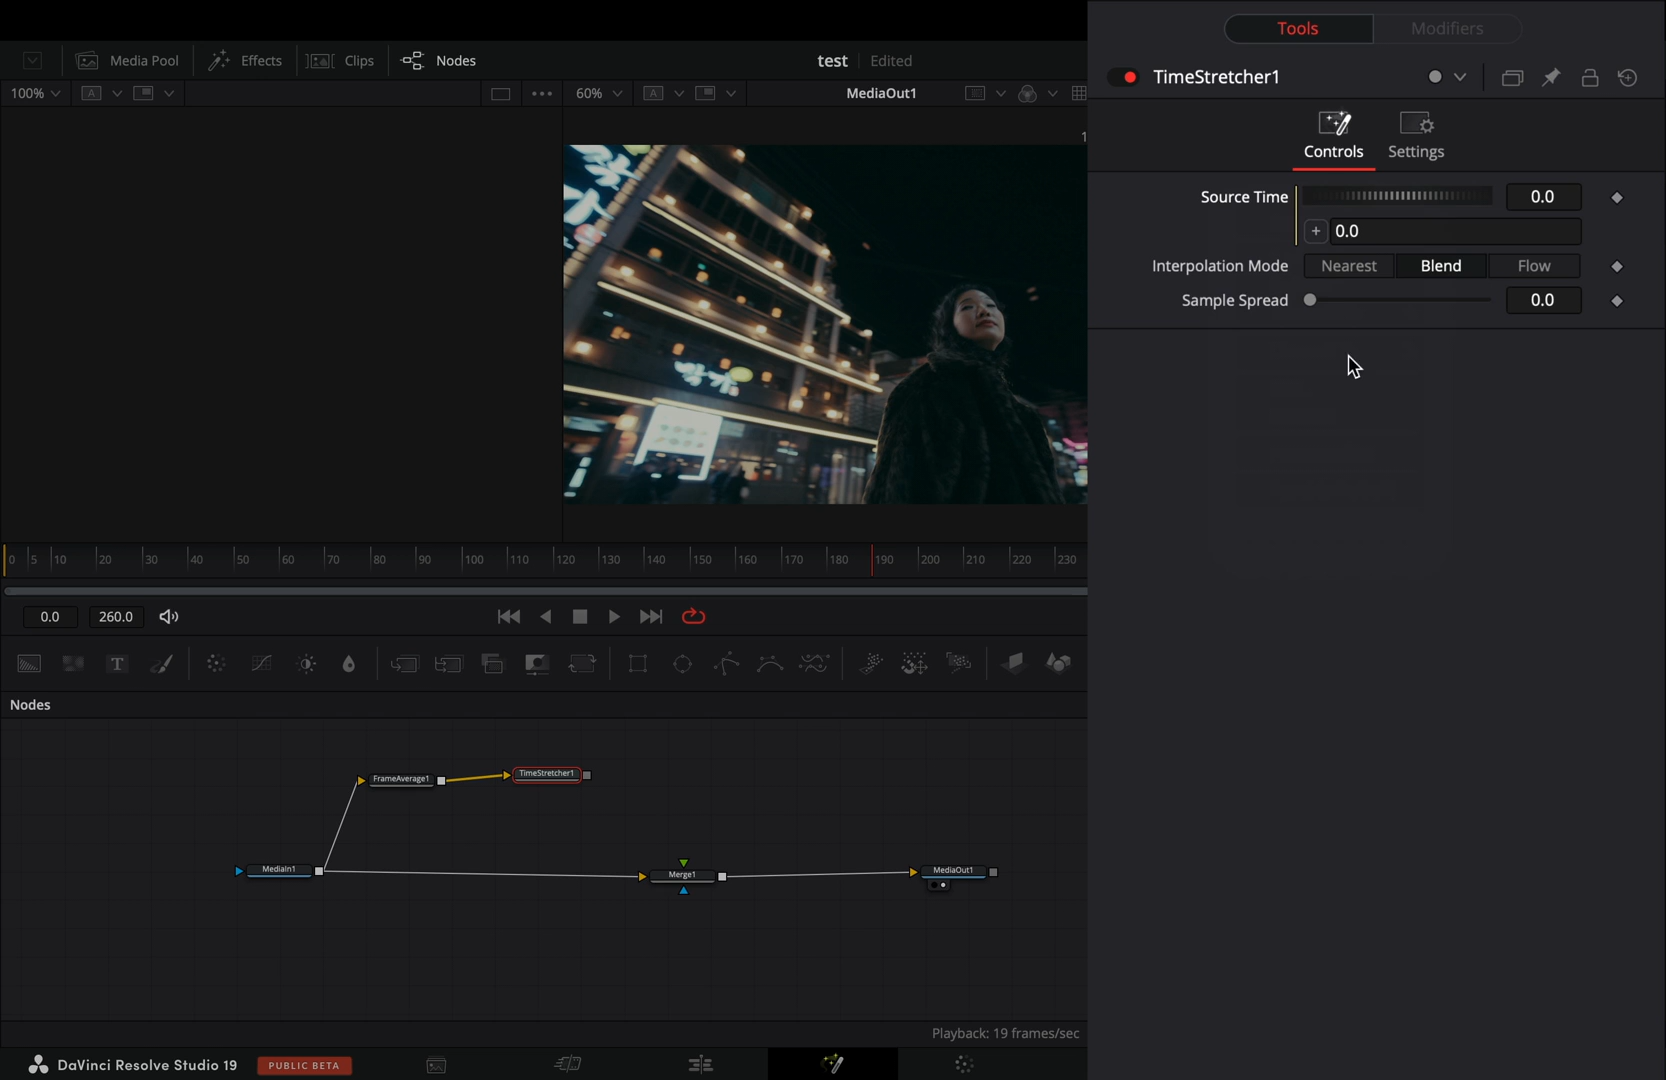 Tools
Modifiers
Media Pool
Effects
Clips
Nodes
test
Edited
TimeStretcher1
100%
A
60%
A
MediaOut1
1
Controls
Settings
Source Time
0.0
+ 0.0
Interpolation Mode
Nearest
Blend
Flow
Sample Spread
0.0
0 5 10 20 30 40 50 60 70 80 90 100 110 120 130 140 150 160 170 180 190 200 210 220 230
0.0
260.0
T
Nodes
FrameAverage1
TimeStretcher1
MediaIn1
Merge1
MediaOut1
Playback: 19 frames/sec
DaVinci Resolve Studio 19
PUBLIC BETA